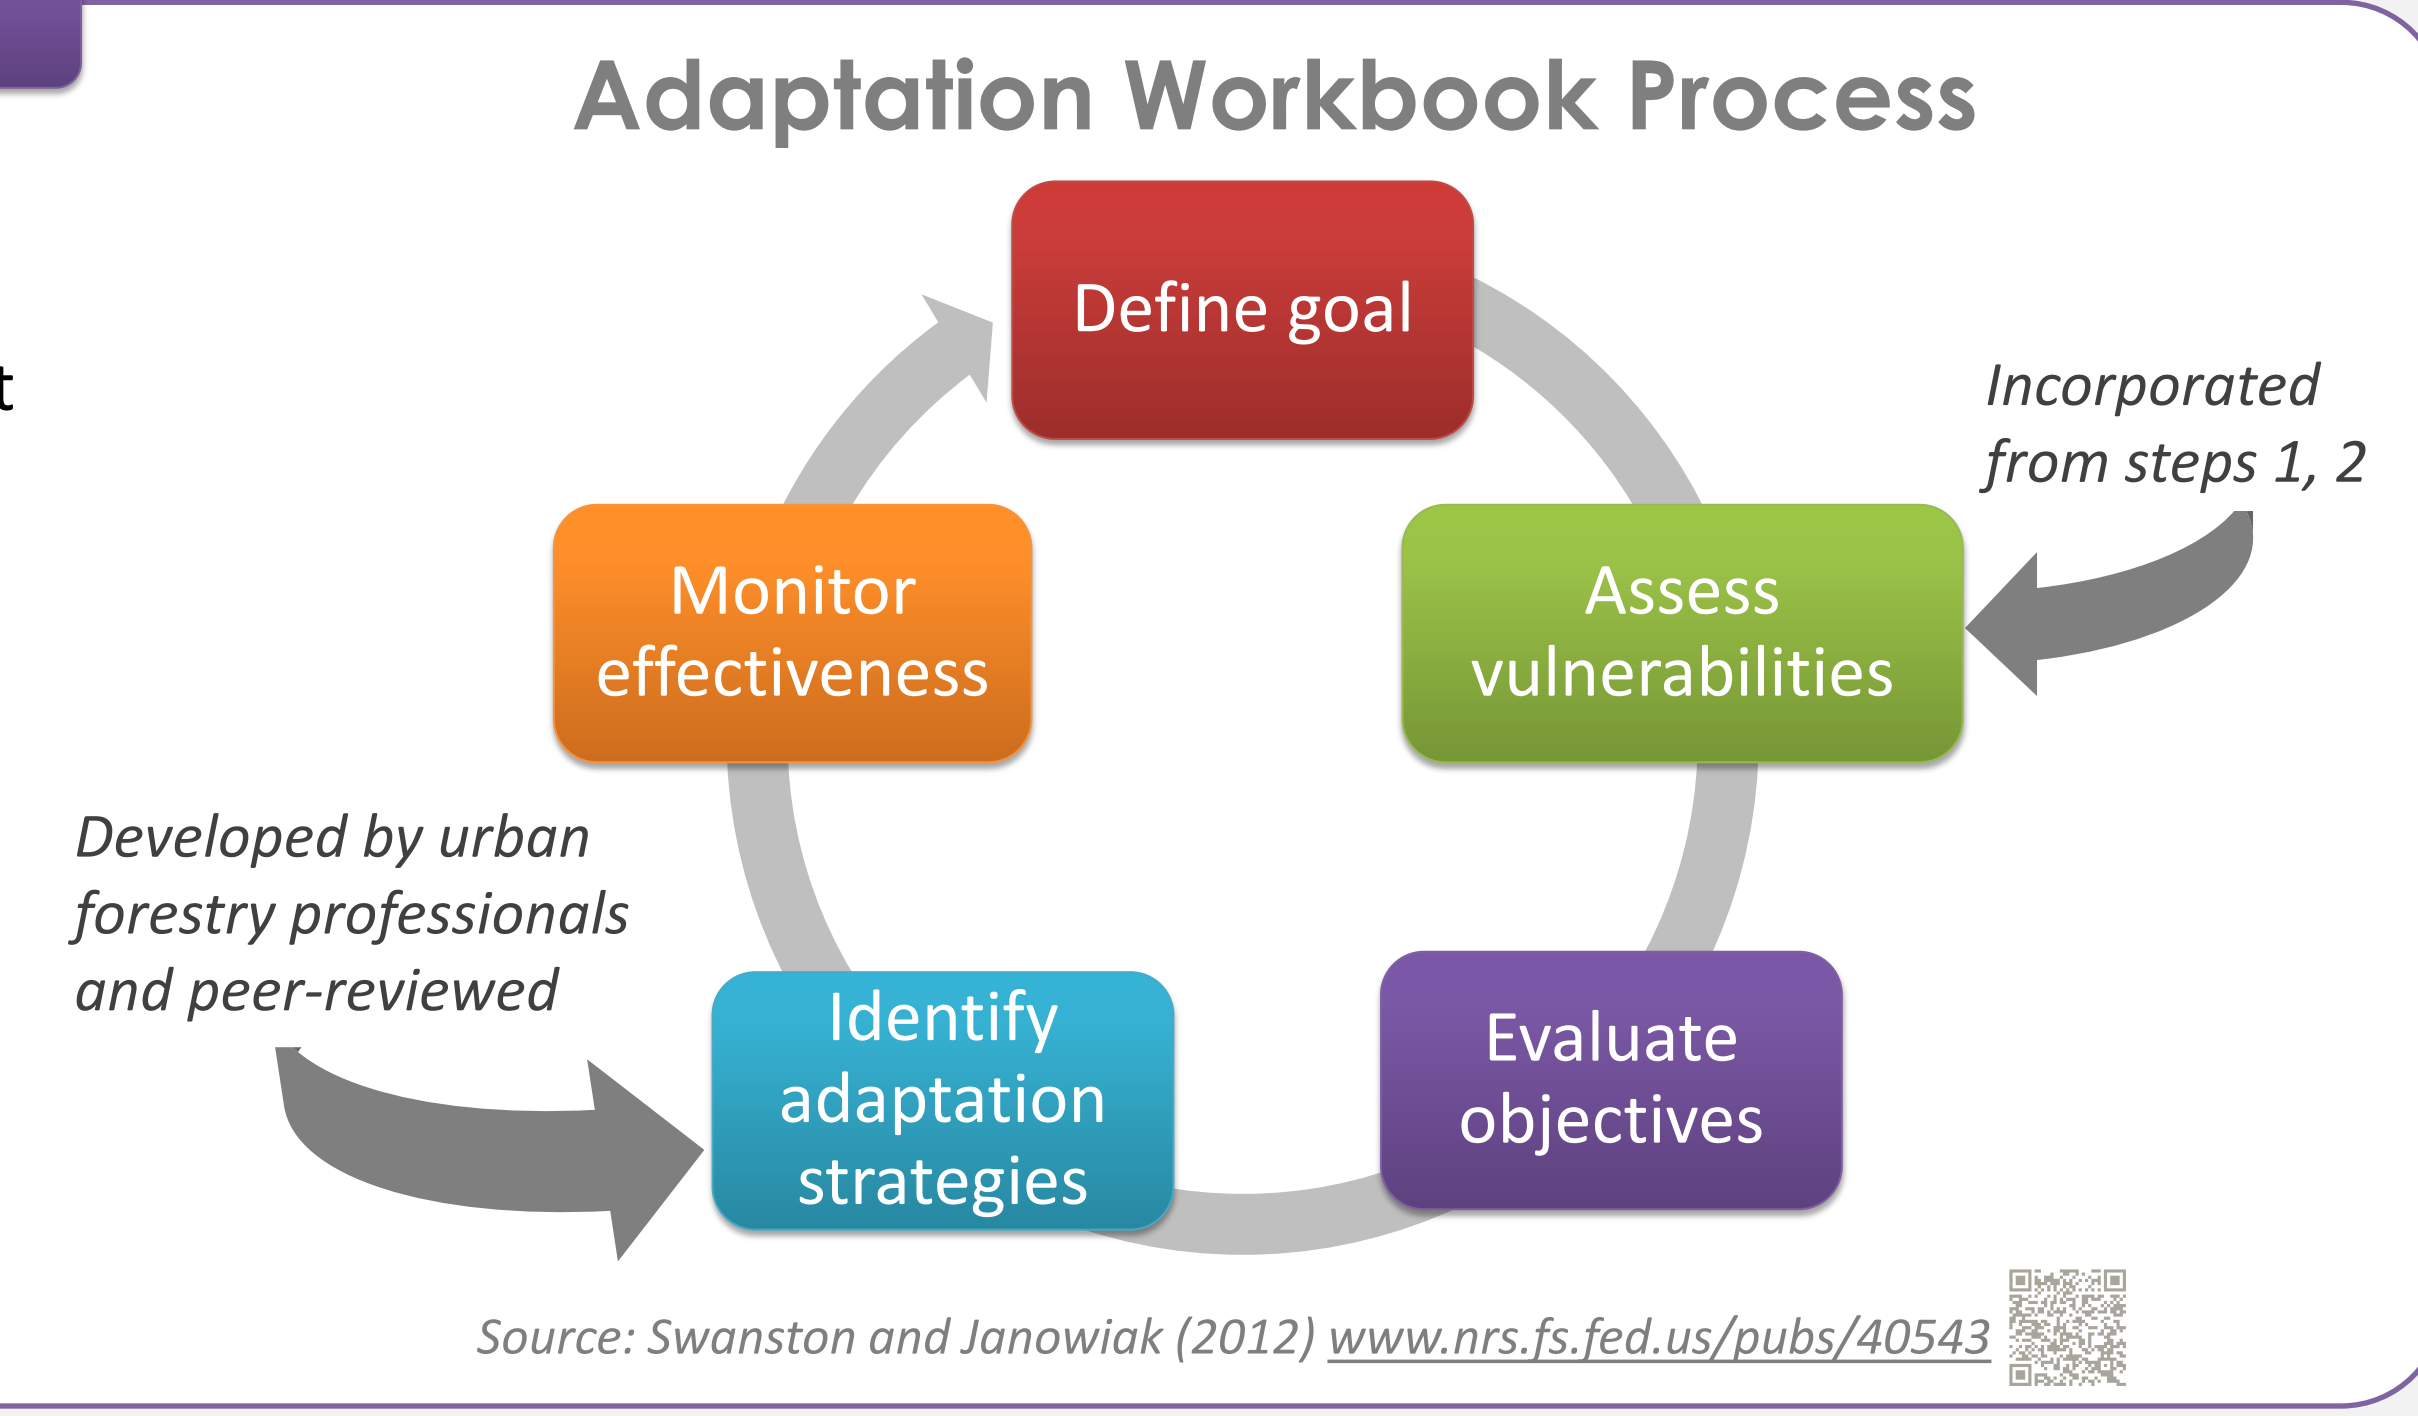 Adaptation Workbook Process
Define goal
t
Incorporated
from steps 1, 2
Monitor
effectiveness
Assess
vulnerabilities
Developed by urban
forestry professionals
and peer-reviewed
Identify
adaptation
strategies
Evaluate
objectives
Source: Swanston and Janowiak (2012) www.nrs.fs.fed.us/pubs/40543